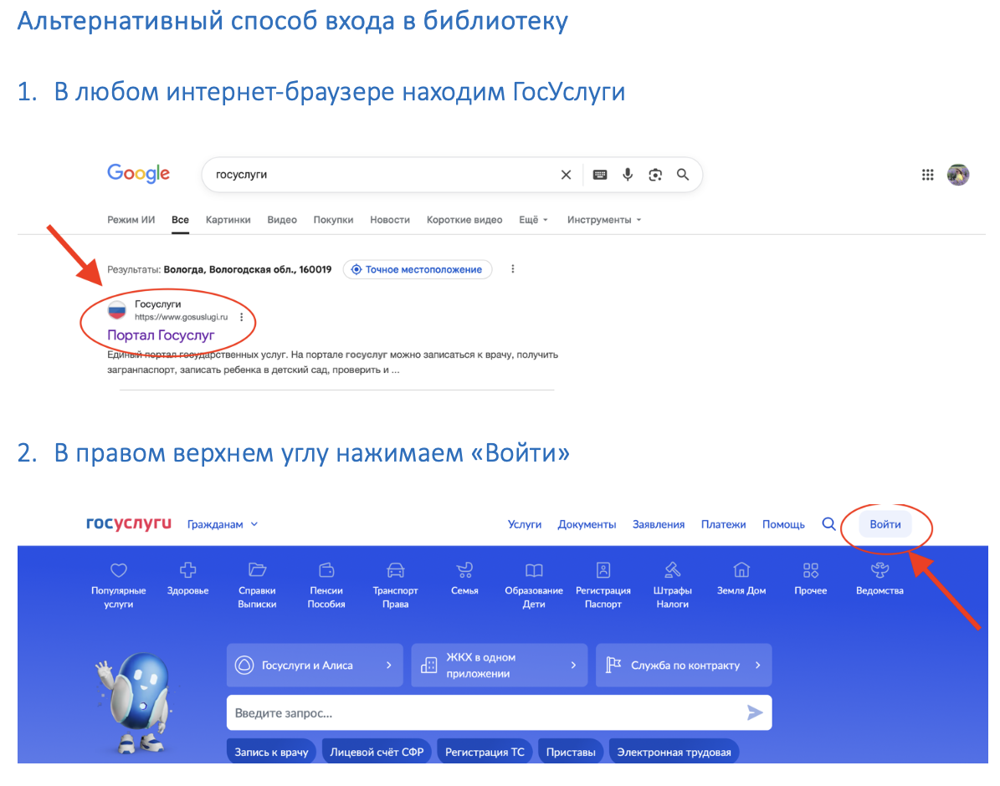 Альтернативный способ входа в библиотеку
1. В любом интернет-браузере находим ГосУслуги
Google
госуслуги
Режим ИИ Все Картинки Видео Покупки Новости Короткие видео Ещё Инструменты
Результаты: Вологда, Вологодская обл., 160019 Точное местоположение
Госуслуги
https://www.gosuslugi.ru
Портал Госуслуг
Единый портал государственных услуг. На портале госуслуг можно записаться к врачу, получить
загранпаспорт, записать ребенка в детский сад, проверить и ...
2. В правом верхнем углу нажимаем «Войти»
госуслуги Гражданам Услуги Документы Заявления Платежи Помощь Войти
Популярные услуги
Здоровье
Справки Выписки
Пенсии Пособия
Транспорт Права
Семья
Образование Дети
Регистрация Паспорт
Штрафы Налоги
Земля Дом
Прочее
Ведомства
Госуслуги и Алиса
ЖКХ в одном
приложении
Служба по контракту
Введите запрос...
Запись к врачу Лицевой счёт СФР Регистрация ТС Приставы Электронная трудовая